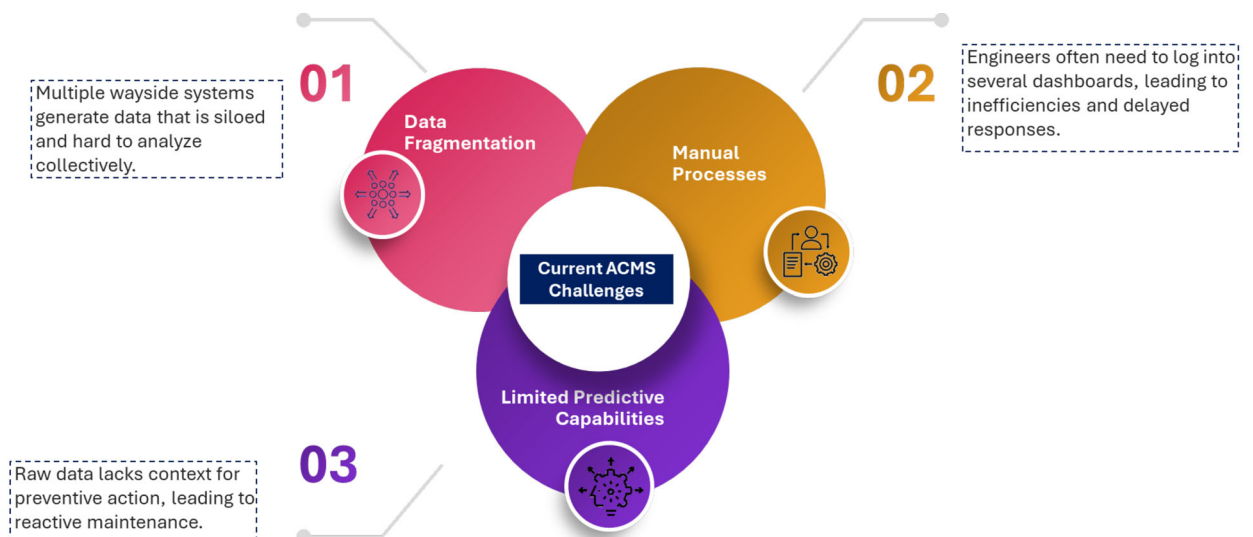 01
Multiple wayside systems
generate data that is siloed
and hard to analyze
collectively.
Data
Fragmentation
02
Engineers often need to log into
several dashboards, leading to
inefficiencies and delayed
responses.
Manual
Processes
Current ACMS
Challenges
Limited Predictive
Capabilities
03
Raw data lacks context for
preventive action, leading to
reactive maintenance.